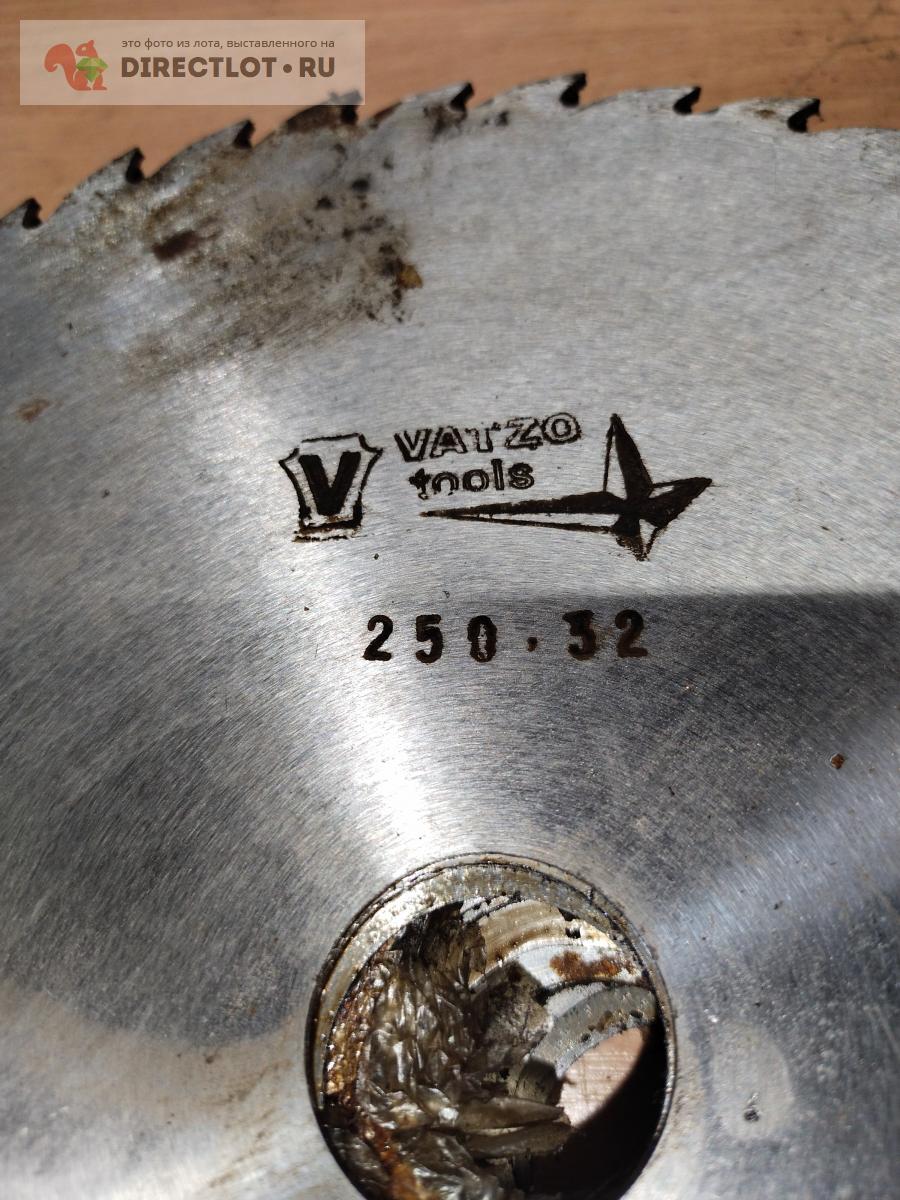 это фото из лота, выставленного на
DIRECTLOT•RU
V
VATZO
tools
250.32